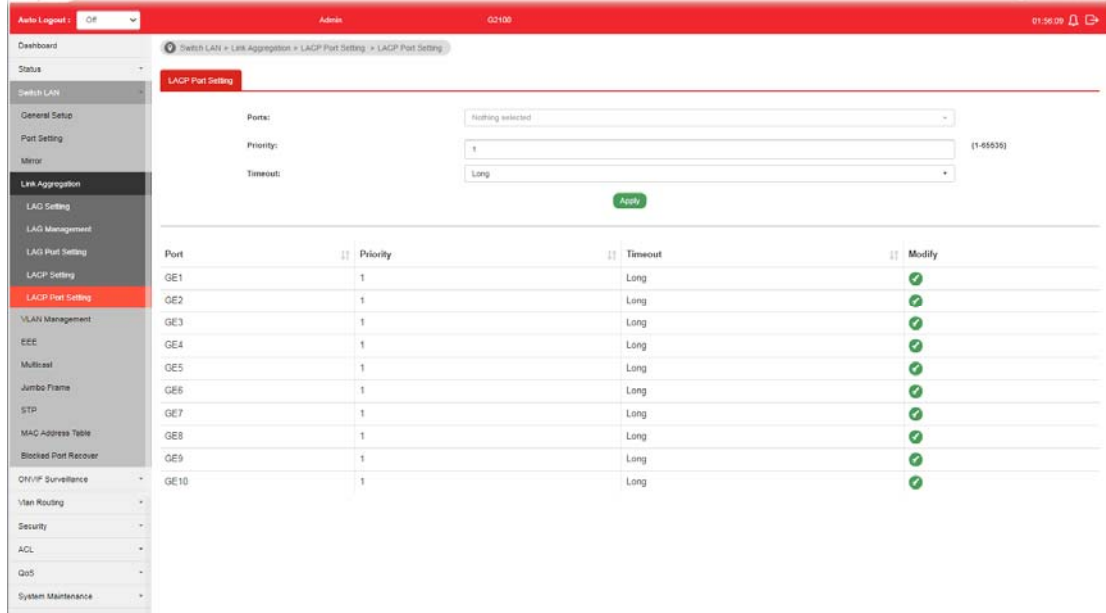 Auto Logout : Off Admin G2100 01:56:09
Dashboard
Status
Switch LAN
General Setup
Port Setting
Mirror
Link Aggregation
LAG Setting
LAG Management
LAG Port Setting
LACP Setting
LACP Port Setting
VLAN Management
EEE
Multicast
Jumbo Frame
STP
MAC Address Table
Blocked Port Recover
ONVIF Surveillance
Vlan Routing
Security
ACL
QoS
System Maintenance
Switch LAN » Link Aggregation » LACP Port Setting » LACP Port Setting
LACP Port Setting
Ports: Nothing selected
Priority: 1 (1-65535)
Timeout: Long
Apply
Port Priority Timeout Modify
GE1 1 Long
GE2 1 Long
GE3 1 Long
GE4 1 Long
GE5 1 Long
GE6 1 Long
GE7 1 Long
GE8 1 Long
GE9 1 Long
GE10 1 Long